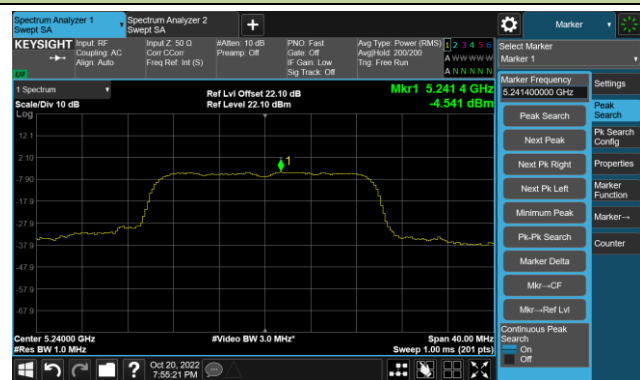 Spectrum Analyzer 1
Swept SA
Spectrum Analyzer 2
Swept SA
+
Marker
KEYSIGHT
Input: RF
Coupling: AC
Align: Auto
Input Z: 50 Ω
Corr CCorr
Freq Ref: Int (S)
#Atten: 10 dB
Preamp: Off
PNO: Fast
Gate: Off
IF Gain: Low
Sig Track: Off
Avg Type: Power (RMS)
Avg|Hold: 200/200
Trig: Free Run
1 2 3 4 5 6
A W W W W W
A N N N N N
LW
Select Marker
Marker 1
1 Spectrum
Scale/Div 10 dB
Log
Ref Lvl Offset 22.10 dB
Ref Level 22.10 dBm
Mkr1 5.241 4 GHz
-4.541 dBm
12.1
2.10
-7.90
-17.9
-27.9
-37.9
-47.9
-57.9
-67.9
1
Center 5.24000 GHz
#Res BW 1.0 MHz
#Video BW 3.0 MHz*
Span 40.00 MHz
Sweep 1.00 ms (201 pts)
Marker Frequency
5.241400000 GHz
Peak Search
Next Peak
Next Pk Right
Next Pk Left
Minimum Peak
Pk-Pk Search
Marker Delta
Mkr→CF
Mkr→Ref Lvl
Continuous Peak
Search
On
Off
Settings
Peak
Search
Pk Search
Config
Properties
Marker
Function
Marker→
Counter
?
Oct 20, 2022
7:55:21 PM